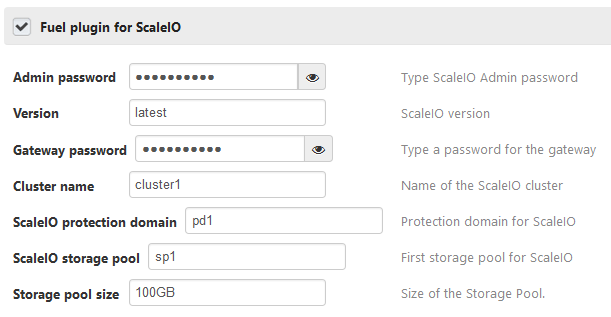 Fuel plugin for ScaleIO
Admin password ●●●●●●●●●● Type ScaleIO Admin password
Version latest ScaleIO version
Gateway password ●●●●●●●●●● Type a password for the gateway
Cluster name cluster1 Name of the ScaleIO cluster
ScaleIO protection domain pd1 Protection domain for ScaleIO
ScaleIO storage pool sp1 First storage pool for ScaleIO
Storage pool size 100GB Size of the Storage Pool.